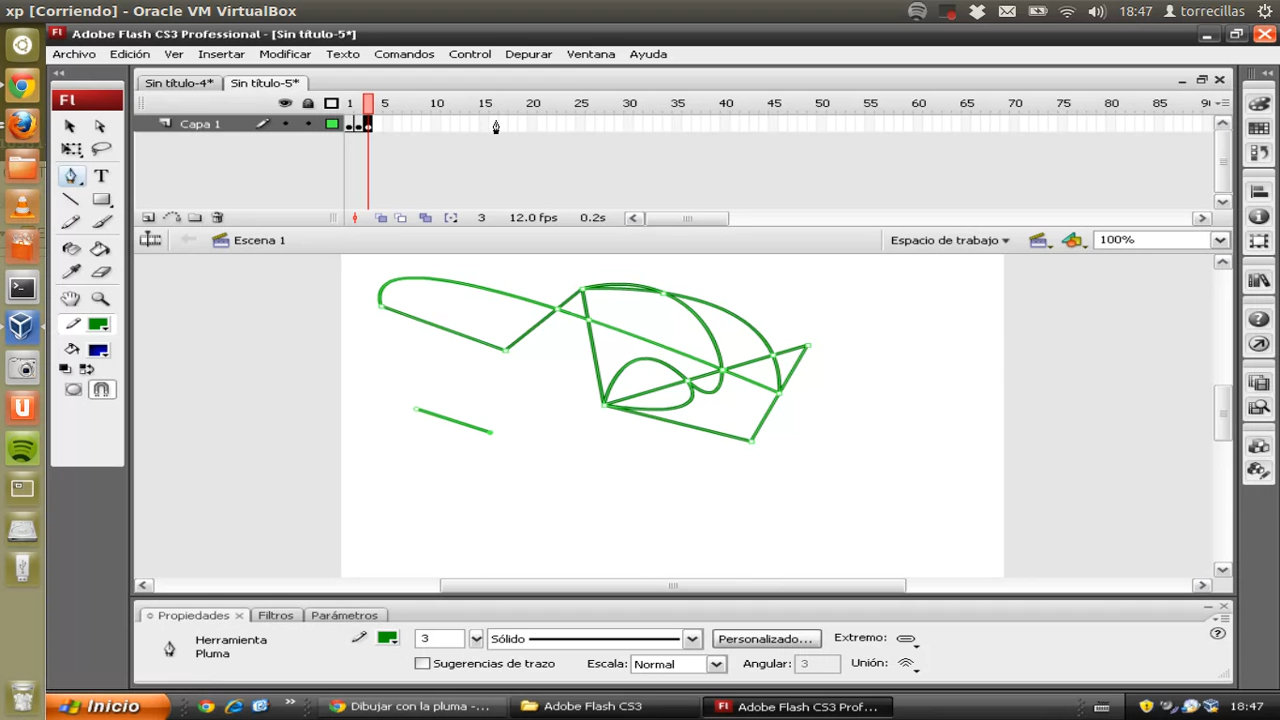 xp [Corriendo] - Oracle VM VirtualBox
18:47
torrecillas
Adobe Flash CS3 Professional - [Sin título-5*]
Archivo Edición Ver Insertar Modificar Texto Comandos Control Depurar Ventana Ayuda
Sin título-4* Sin título-5*
1 5 10 15 20 25 30 35 40 45 50 55 60 65 70 75 80 85 9
Fl
Capa 1
T
3 12.0 fps 0.2s
Escena 1
Espacio de trabajo
100%
Propiedades Filtros Parámetros
Herramienta
Pluma
3
Sólido
Personalizado...
Extremo:
Sugerencias de trazo
Escala:
Normal
Angular:
3
Unión:
Inicio
Dibujar con la pluma -...
Adobe Flash CS3
Fl
Adobe Flash CS3 Prof...
18:47